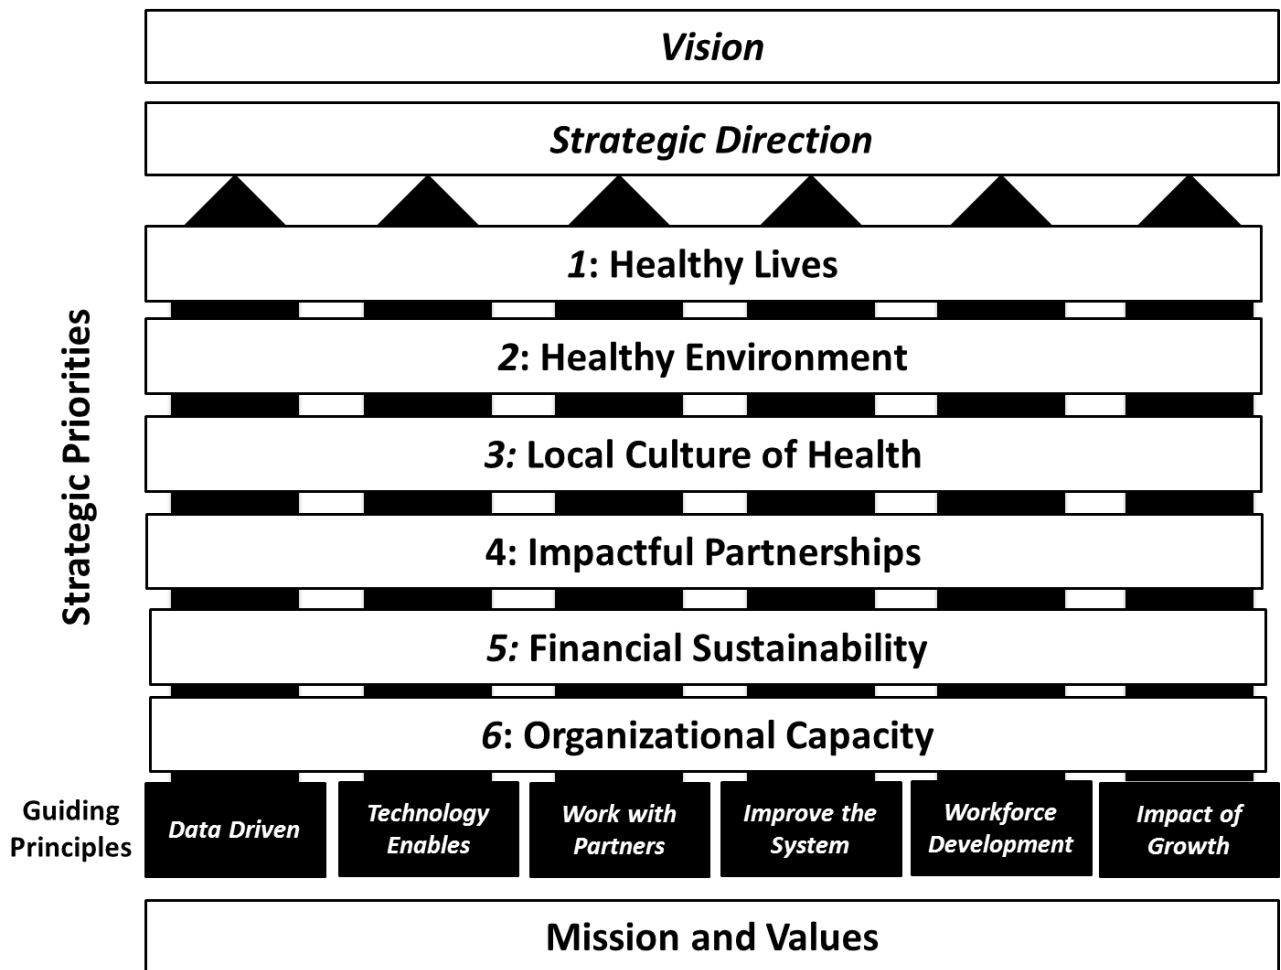 Vision
Strategic Direction
Strategic Priorities
1: Healthy Lives
2: Healthy Environment
3: Local Culture of Health
4: Impactful Partnerships
5: Financial Sustainability
6: Organizational Capacity
Guiding
Principles
Data Driven
Technology
Enables
Work with
Partners
Improve the
System
Workforce
Development
Impact of
Growth
Mission and Values